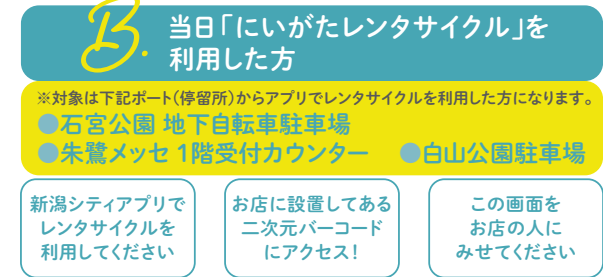 B.
当日「にいがたレンタサイクル」を
利用した方
※対象は下記ポート(停留所)からアプリでレンタサイクルを利用した方になります。
●石宮公園 地下自転車駐車場
●朱鷺メッセ 1階受付カウンター ●白山公園駐車場
新潟シティアプリで
レンタサイクルを
利用してください
お店に設置してある
二次元バーコード
にアクセス!
この画面を
お店の人に
みせてください